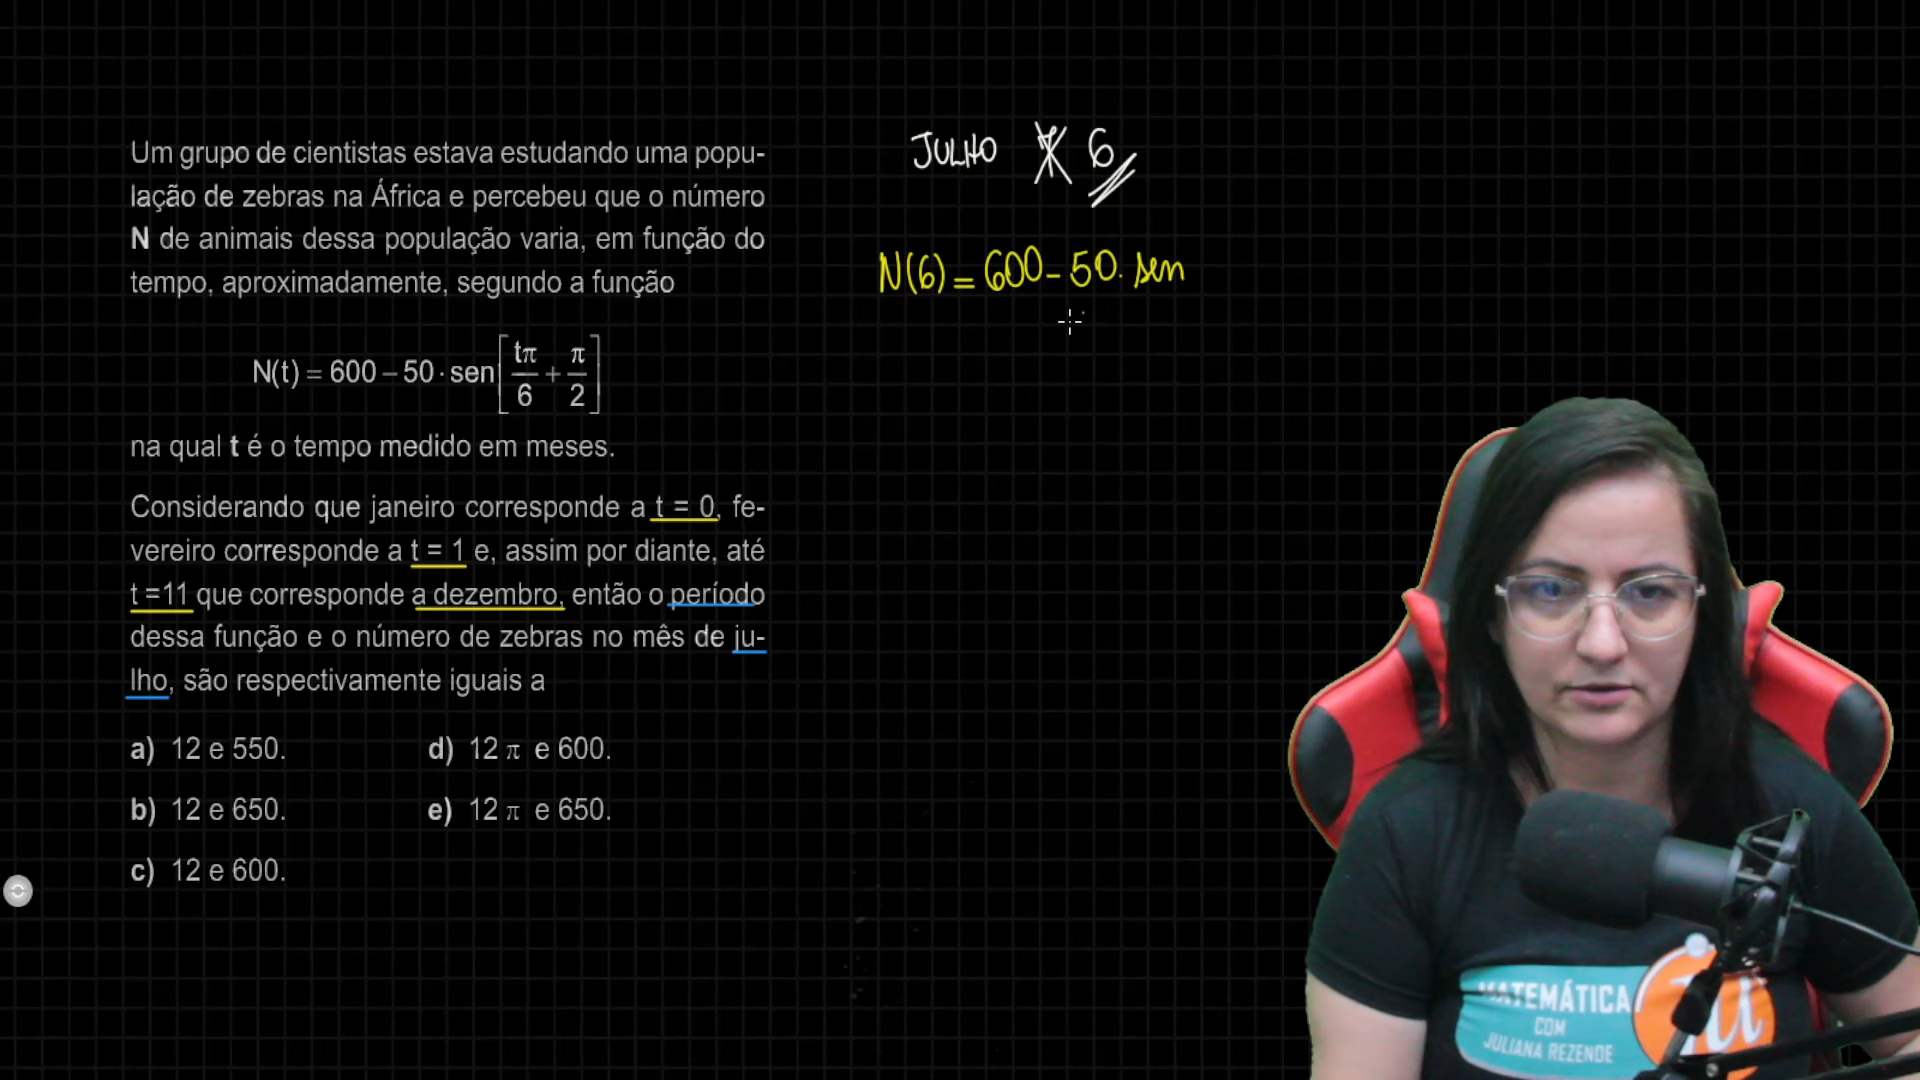 Um grupo de cientistas estava estudando uma popu-
lação de zebras na África e percebeu que o número
N de animais dessa população varia, em função do
tempo, aproximadamente, segundo a função
N(t) = 600 – 50 · sen[tπ/6 + π/2]
na qual t é o tempo medido em meses.
Considerando que janeiro corresponde a t = 0, fe-
vereiro corresponde a t = 1 e, assim por diante, até
t =11 que corresponde a dezembro, então o período
dessa função e o número de zebras no mês de ju-
lho, são respectivamente iguais a
a) 12 e 550.
b) 12 e 650.
c) 12 e 600.
d) 12 π e 600.
e) 12 π e 650.
JULHO 7 6
N(6) = 600 – 50. sen
MATEMÁTICA
COM
JULIANA REZENDE